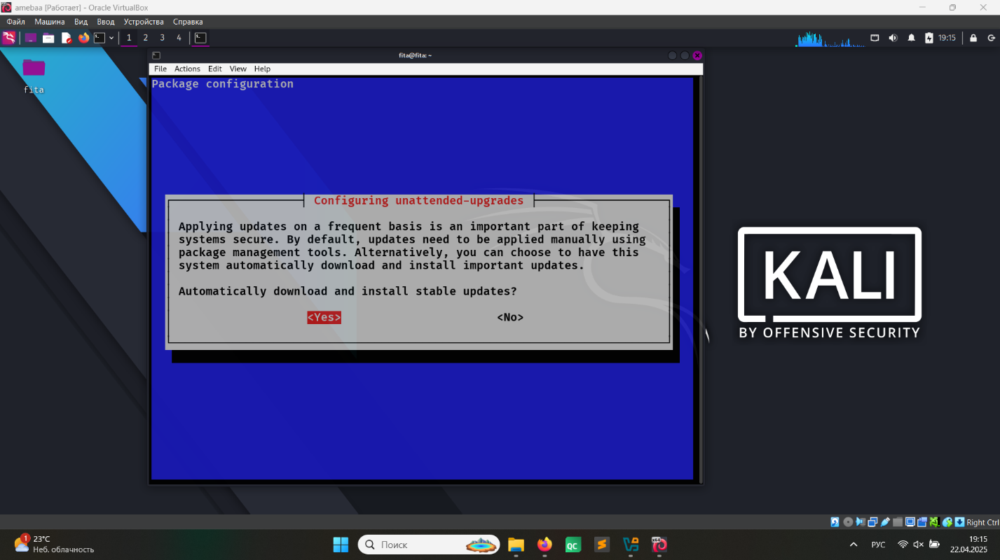 amebaa [Работает] - Oracle VirtualBox
Файл Машина Вид Ввод Устройства Справка
1 2 3 4
19:15
fita@fita: ~
File Actions Edit View Help
fita
Package configuration
Configuring unattended-upgrades
Applying updates on a frequent basis is an important part of keeping
systems secure. By default, updates need to be applied manually using
package management tools. Alternatively, you can choose to have this
system automatically download and install important updates.
Automatically download and install stable updates?
<Yes> <No>
KALI
BY OFFENSIVE SECURITY
Right Ctrl
1
23°C
Неб. облачность
Поиск
QC
x64
РУС
19:15
22.04.2025